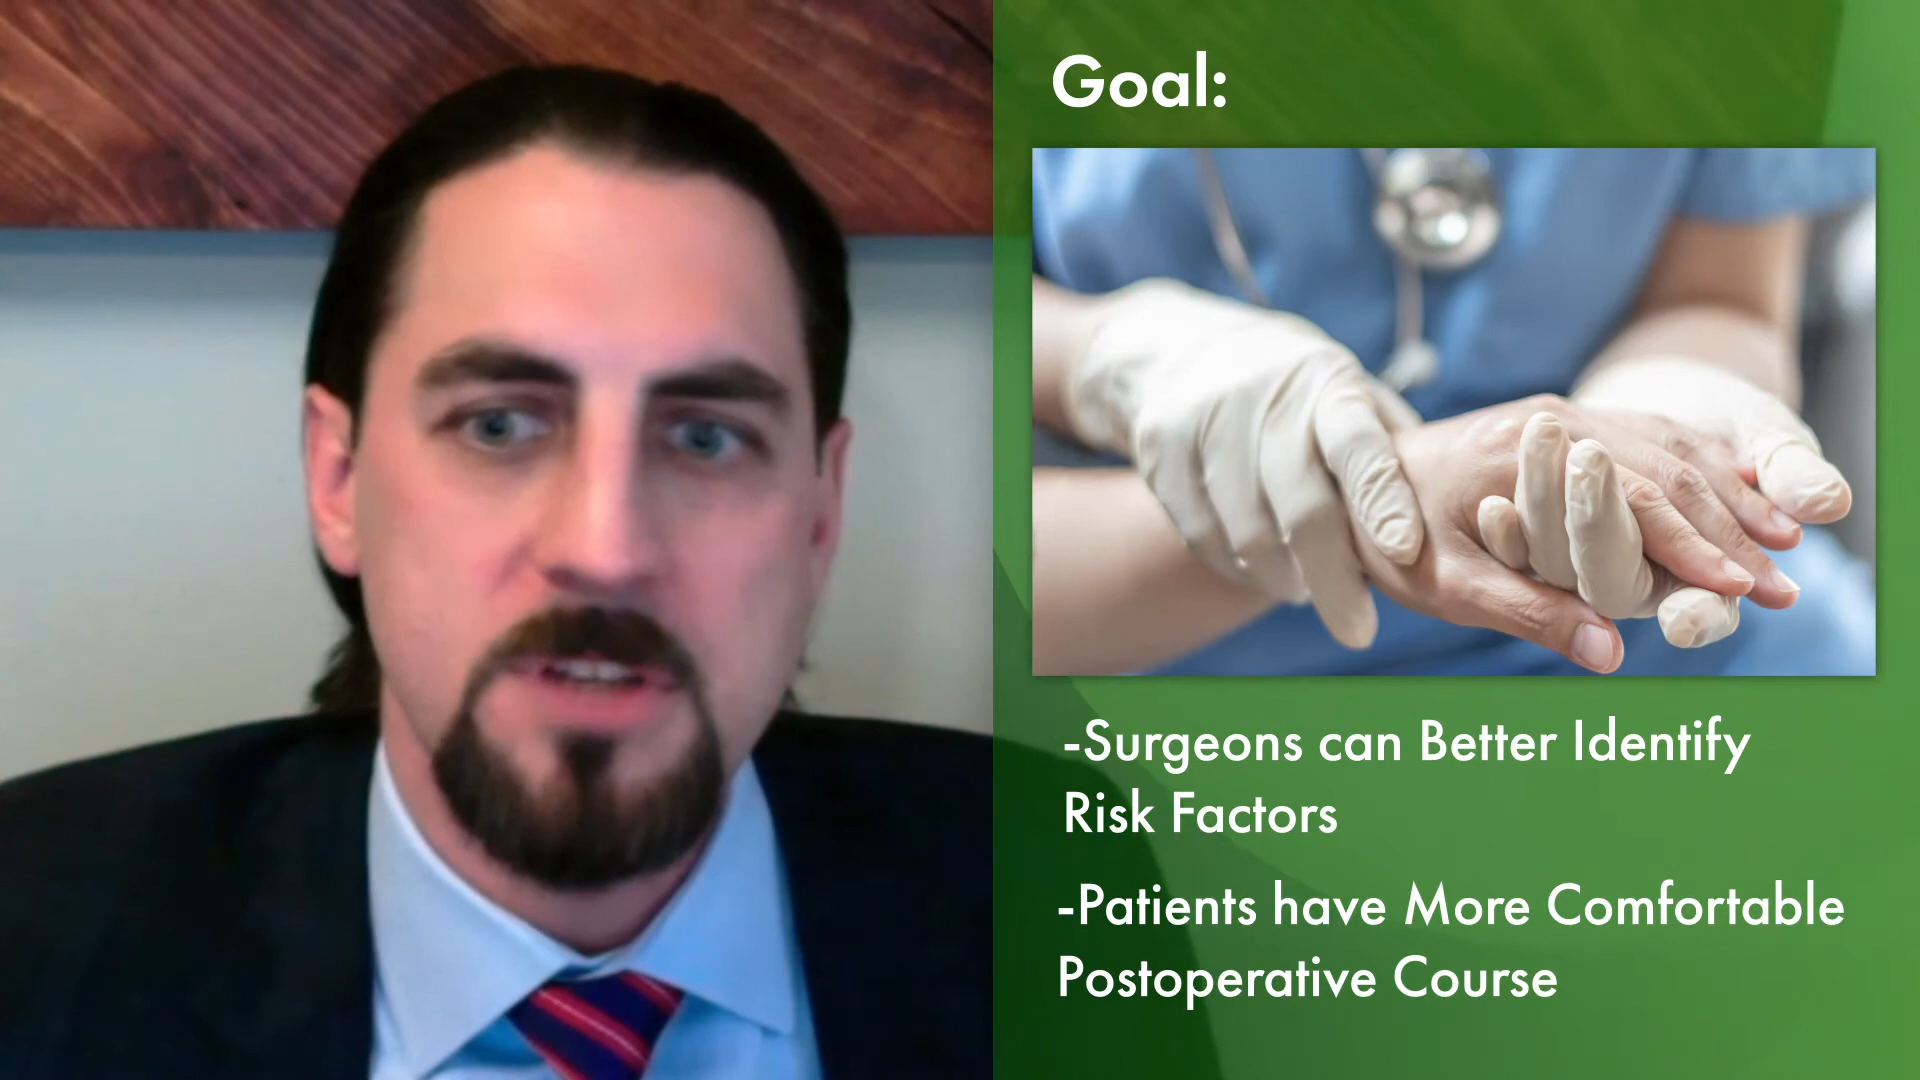 Goal:
-Surgeons can Better Identify
Risk Factors
-Patients have More Comfortable
Postoperative Course